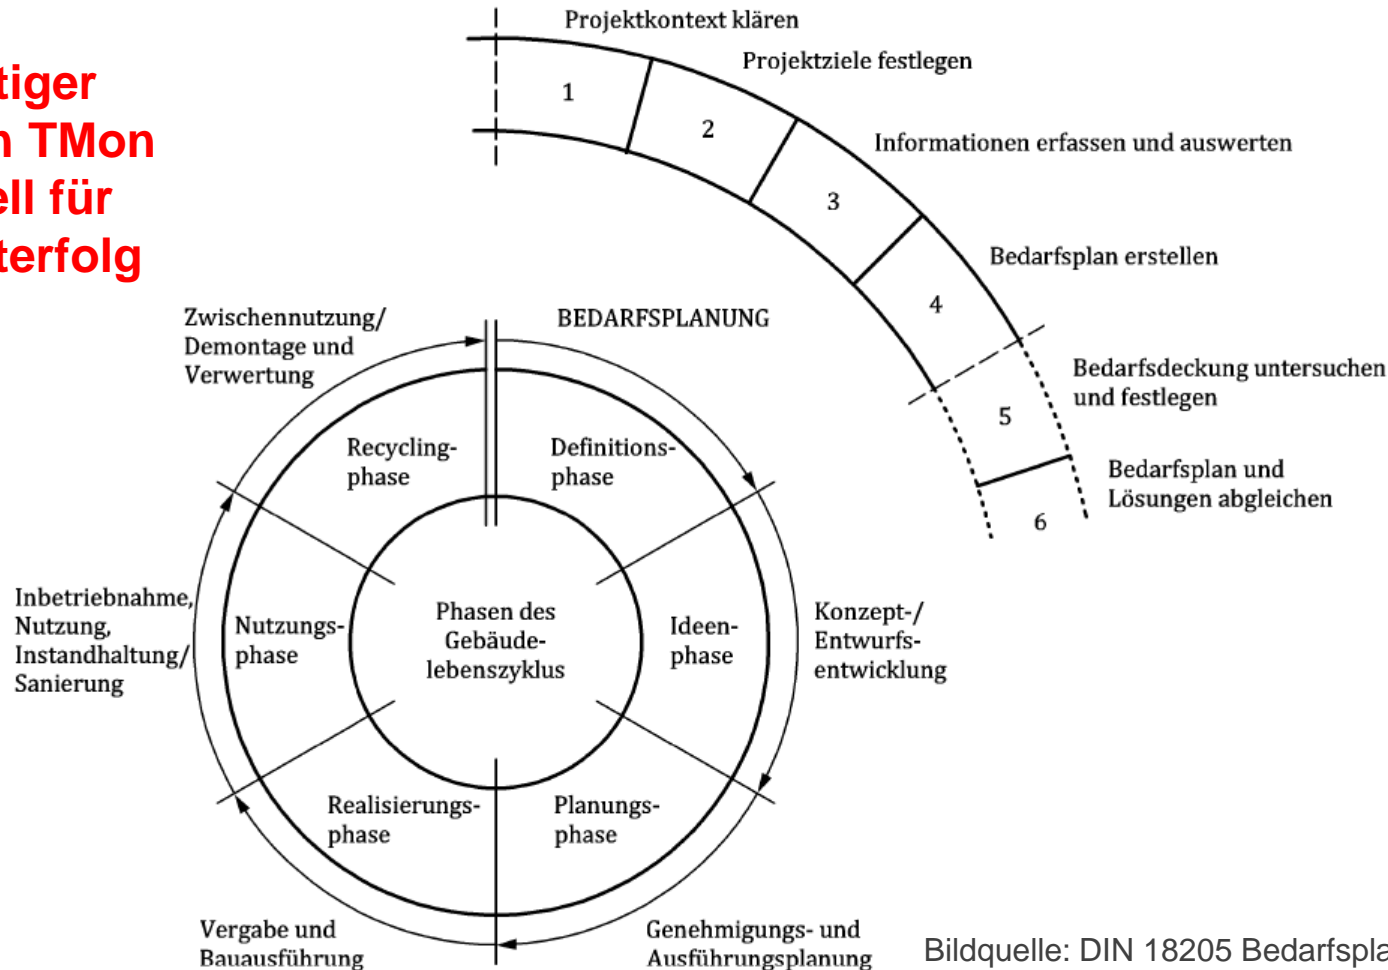 tiger
n TMon
ell für
terfolg
Projektkontext klären
Projektziele festlegen
Informationen erfassen und auswerten
Bedarfsplan erstellen
Bedarfsdeckung untersuchen
und festlegen
Bedarfsplan und
Lösungen abgleichen
1
2
3
4
5
6
Zwischennutzung/
Demontage und
Verwertung
BEDARFSPLANUNG
Recycling-
phase
Definitions-
phase
Inbetriebnahme,
Nutzung,
Instandhaltung/
Sanierung
Nutzungs-
phase
Phasen des
Gebäude-
lebenszyklus
Ideen-
phase
Konzept-/
Entwurfs-
entwicklung
Realisierungs-
phase
Planungs-
phase
Vergabe und
Bauausführung
Genehmigungs- und
Ausführungsplanung
Bildquelle: DIN 18205 Bedarfspla